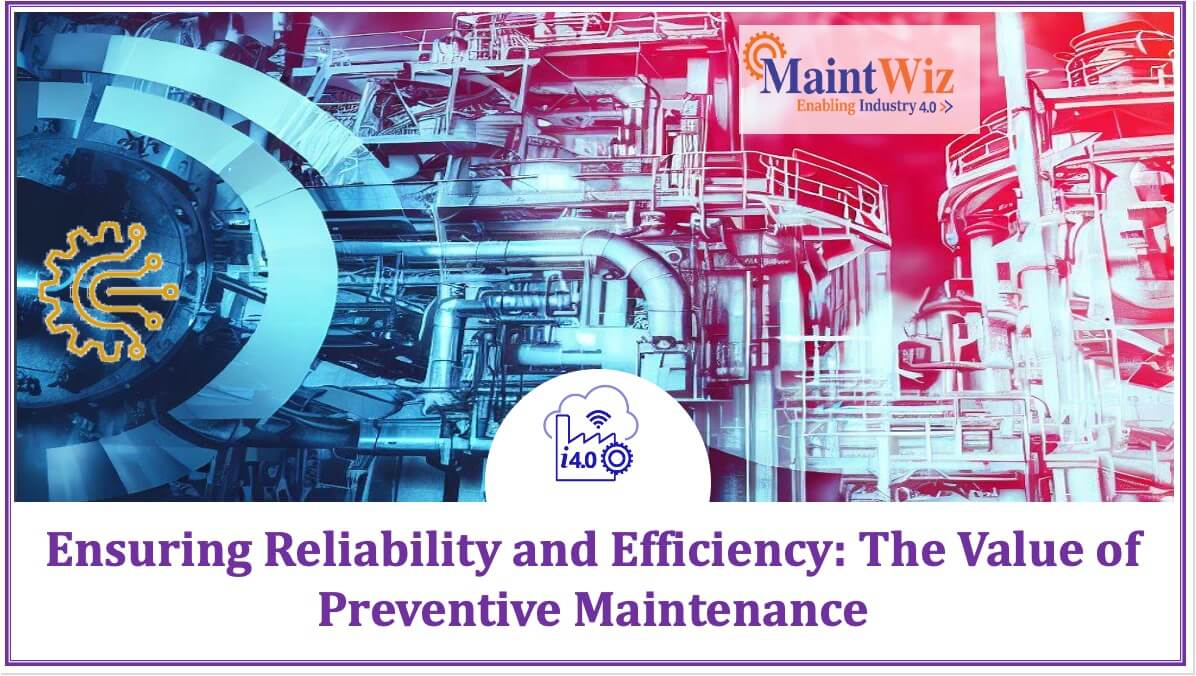 MaintWiz
Enabling Industry 4.0 >>
i4.0
Ensuring Reliability and Efficiency: The Value of
Preventive Maintenance